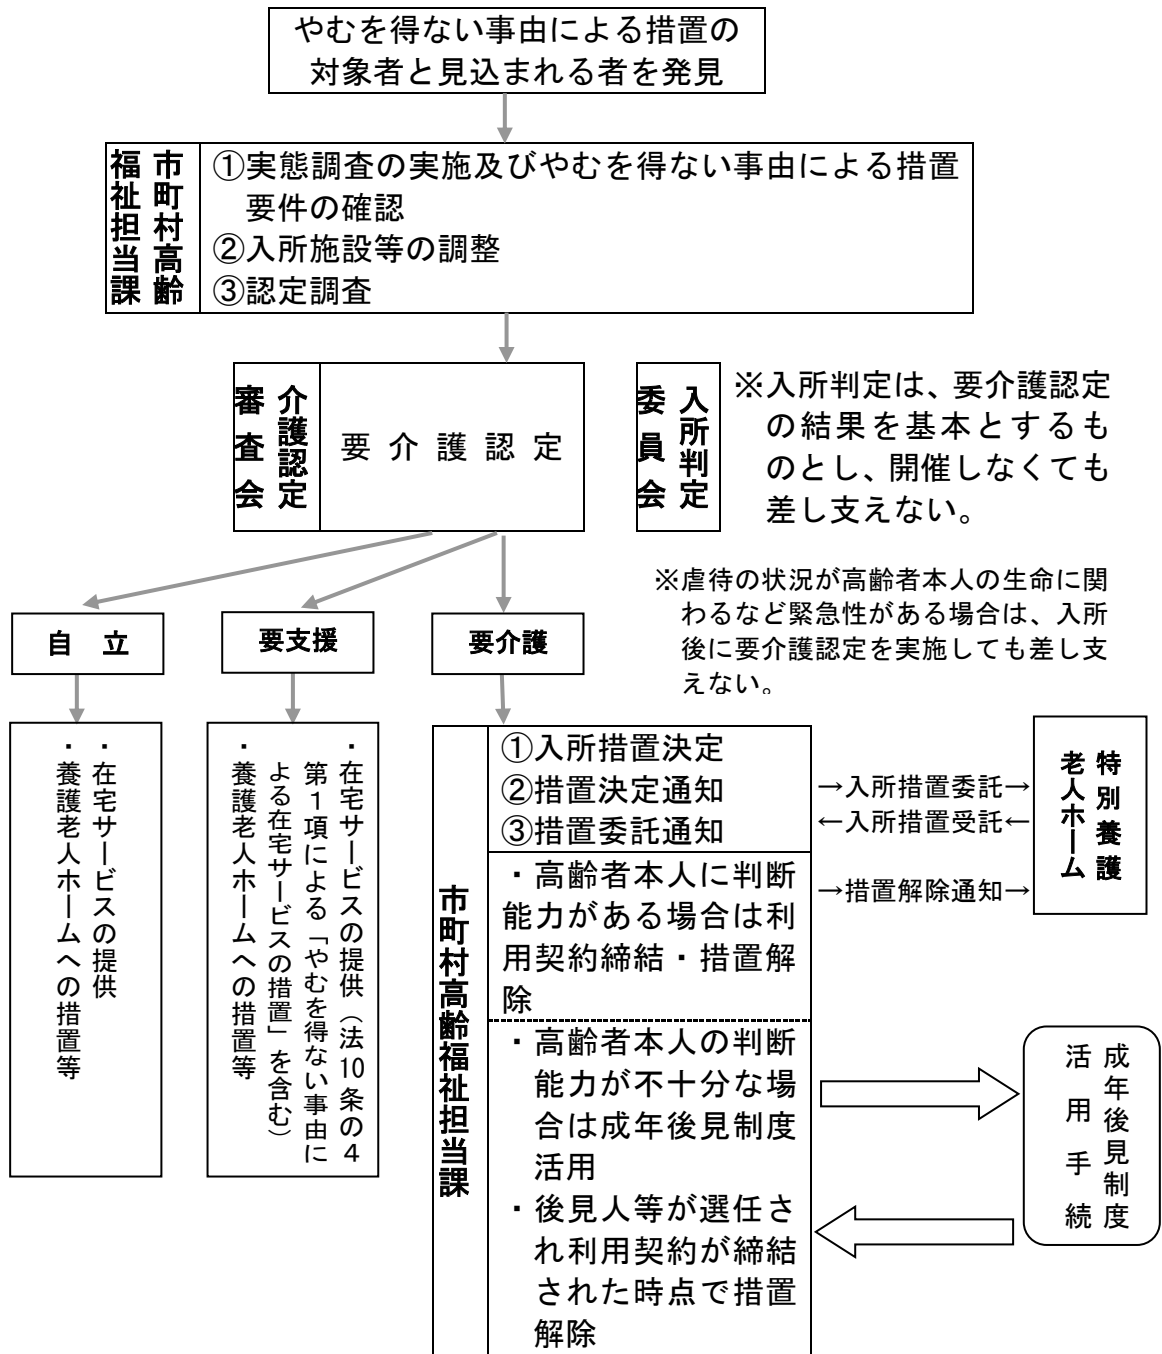 やむを得ない事由による措置の
対象者と見込まれる者を発見
市町村高齢
福祉担当課
①実態調査の実施及びやむを得ない事由による措置
要件の確認
②入所施設等の調整
③認定調査
介護認定
審査会
要介護認定
入所判定
委員会
※入所判定は、要介護認定
の結果を基本とするも
のとし、開催しなくても
差し支えない。
※虐待の状況が高齢者本人の生命に関
わるなど緊急性がある場合は、入所
後に要介護認定を実施しても差し支
えない。
自　立
要支援
要介護
・在宅サービスの提供
・養護老人ホームへの措置等
・在宅サービスの提供（法10条の４
第１項による「やむを得ない事由に
よる在宅サービスの措置」を含む）
・養護老人ホームへの措置等
市町村高齢福祉担当課
①入所措置決定
②措置決定通知
③措置委託通知
・高齢者本人に判断
能力がある場合は利
用契約締結・措置解
除
・高齢者本人の判断
能力が不十分な場
合は成年後見制度
活用
・後見人等が選任さ
れ利用契約が締結
された時点で措置
解除
→入所措置委託→
←入所措置受託←
→措置解除通知→
特別養護
老人ホーム
成年後見制度
活用手続